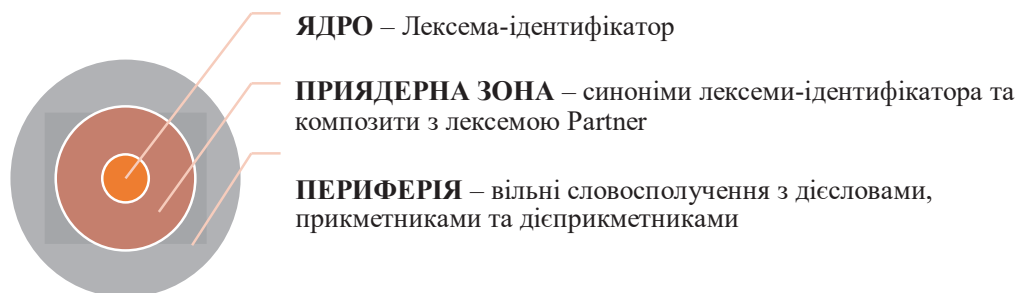 ЯДРО – Лексема-ідентифікатор
ПРИЯДЕРНА ЗОНА – синоніми лексеми-ідентифікатора та
композити з лексемою Partner
ПЕРИФЕРІЯ – вільні словосполучення з дієсловами,
прикметниками та дієприкметниками